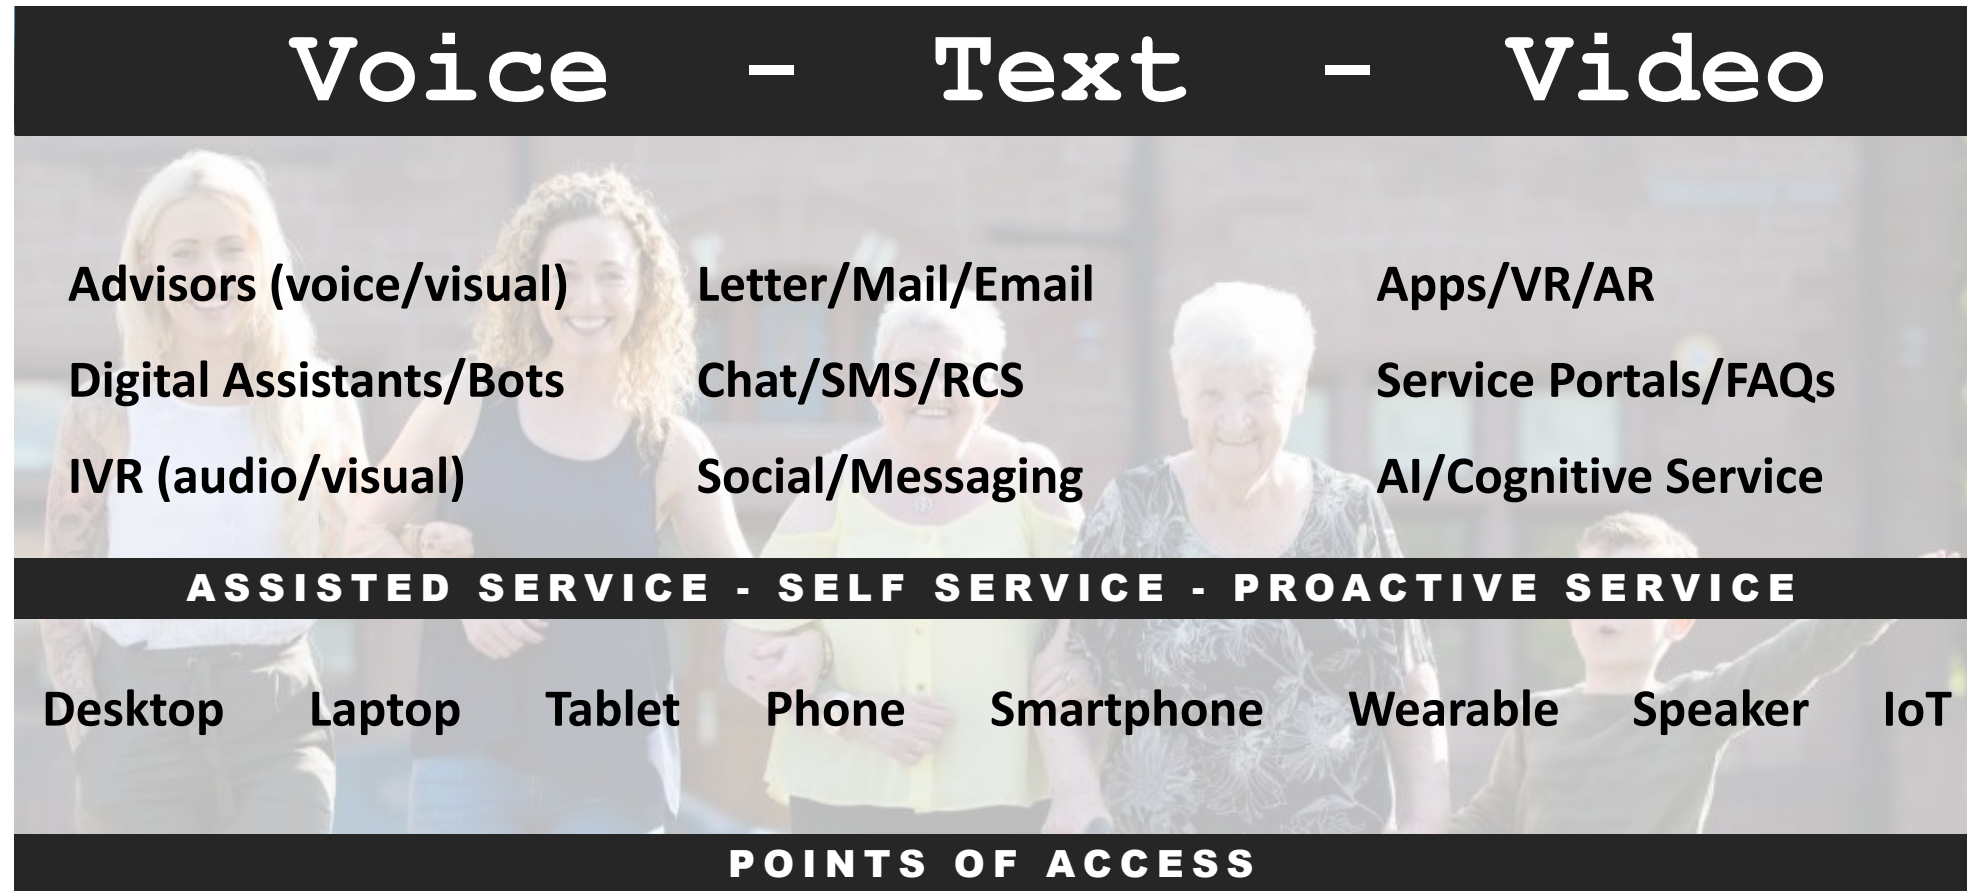 Voice - Text - Video
Advisors (voice/visual) Letter/Mail/Email Apps/VR/AR
Digital Assistants/Bots Chat/SMS/RCS Service Portals/FAQs
IVR (audio/visual) Social/Messaging AI/Cognitive Service
ASSISTED SERVICE - SELF SERVICE - PROACTIVE SERVICE
Desktop Laptop Tablet Phone Smartphone Wearable Speaker IoT
POINTS OF ACCESS